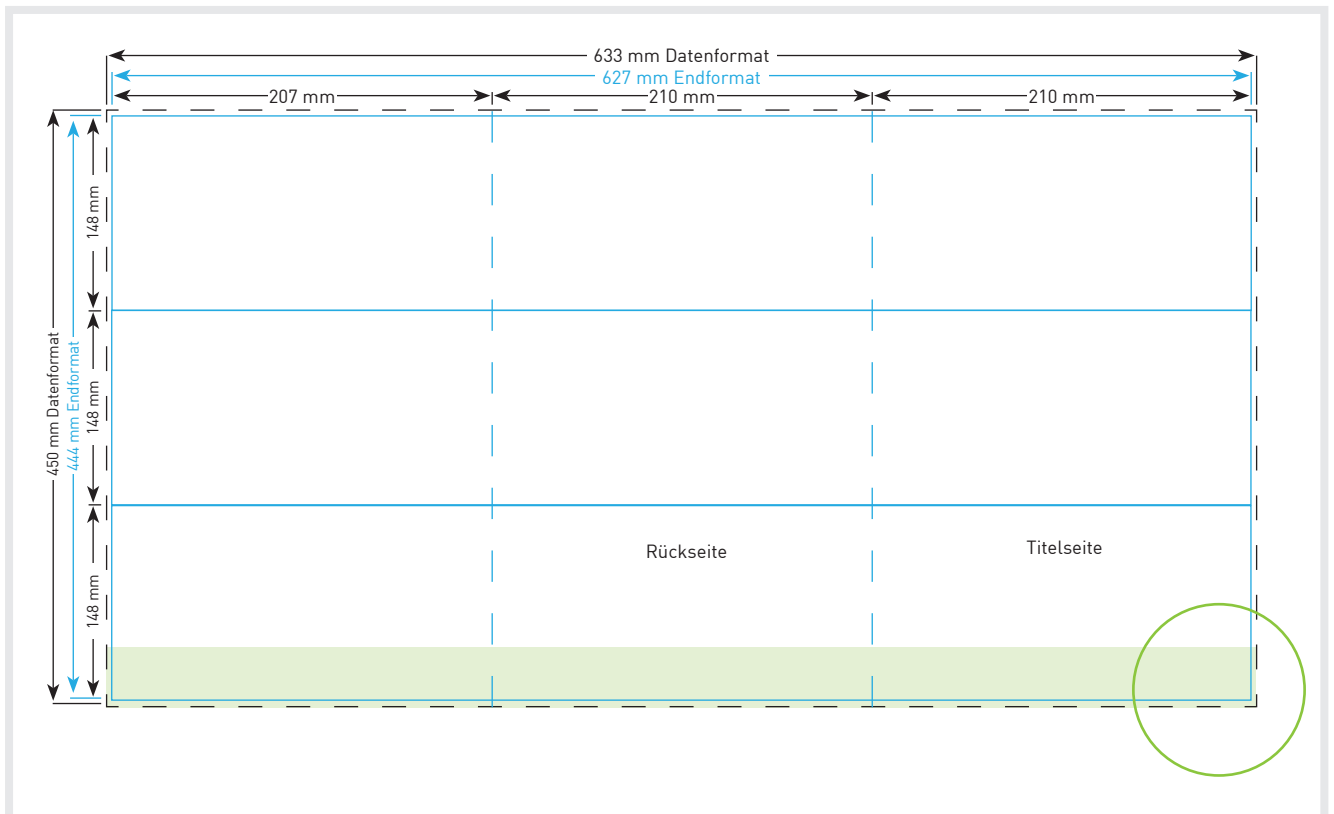 633 mm Datenformat
627 mm Endformat
207 mm
210 mm
210 mm
450 mm Datenformat
444 mm Endformat
148 mm
148 mm
148 mm
Rückseite
Titelseite